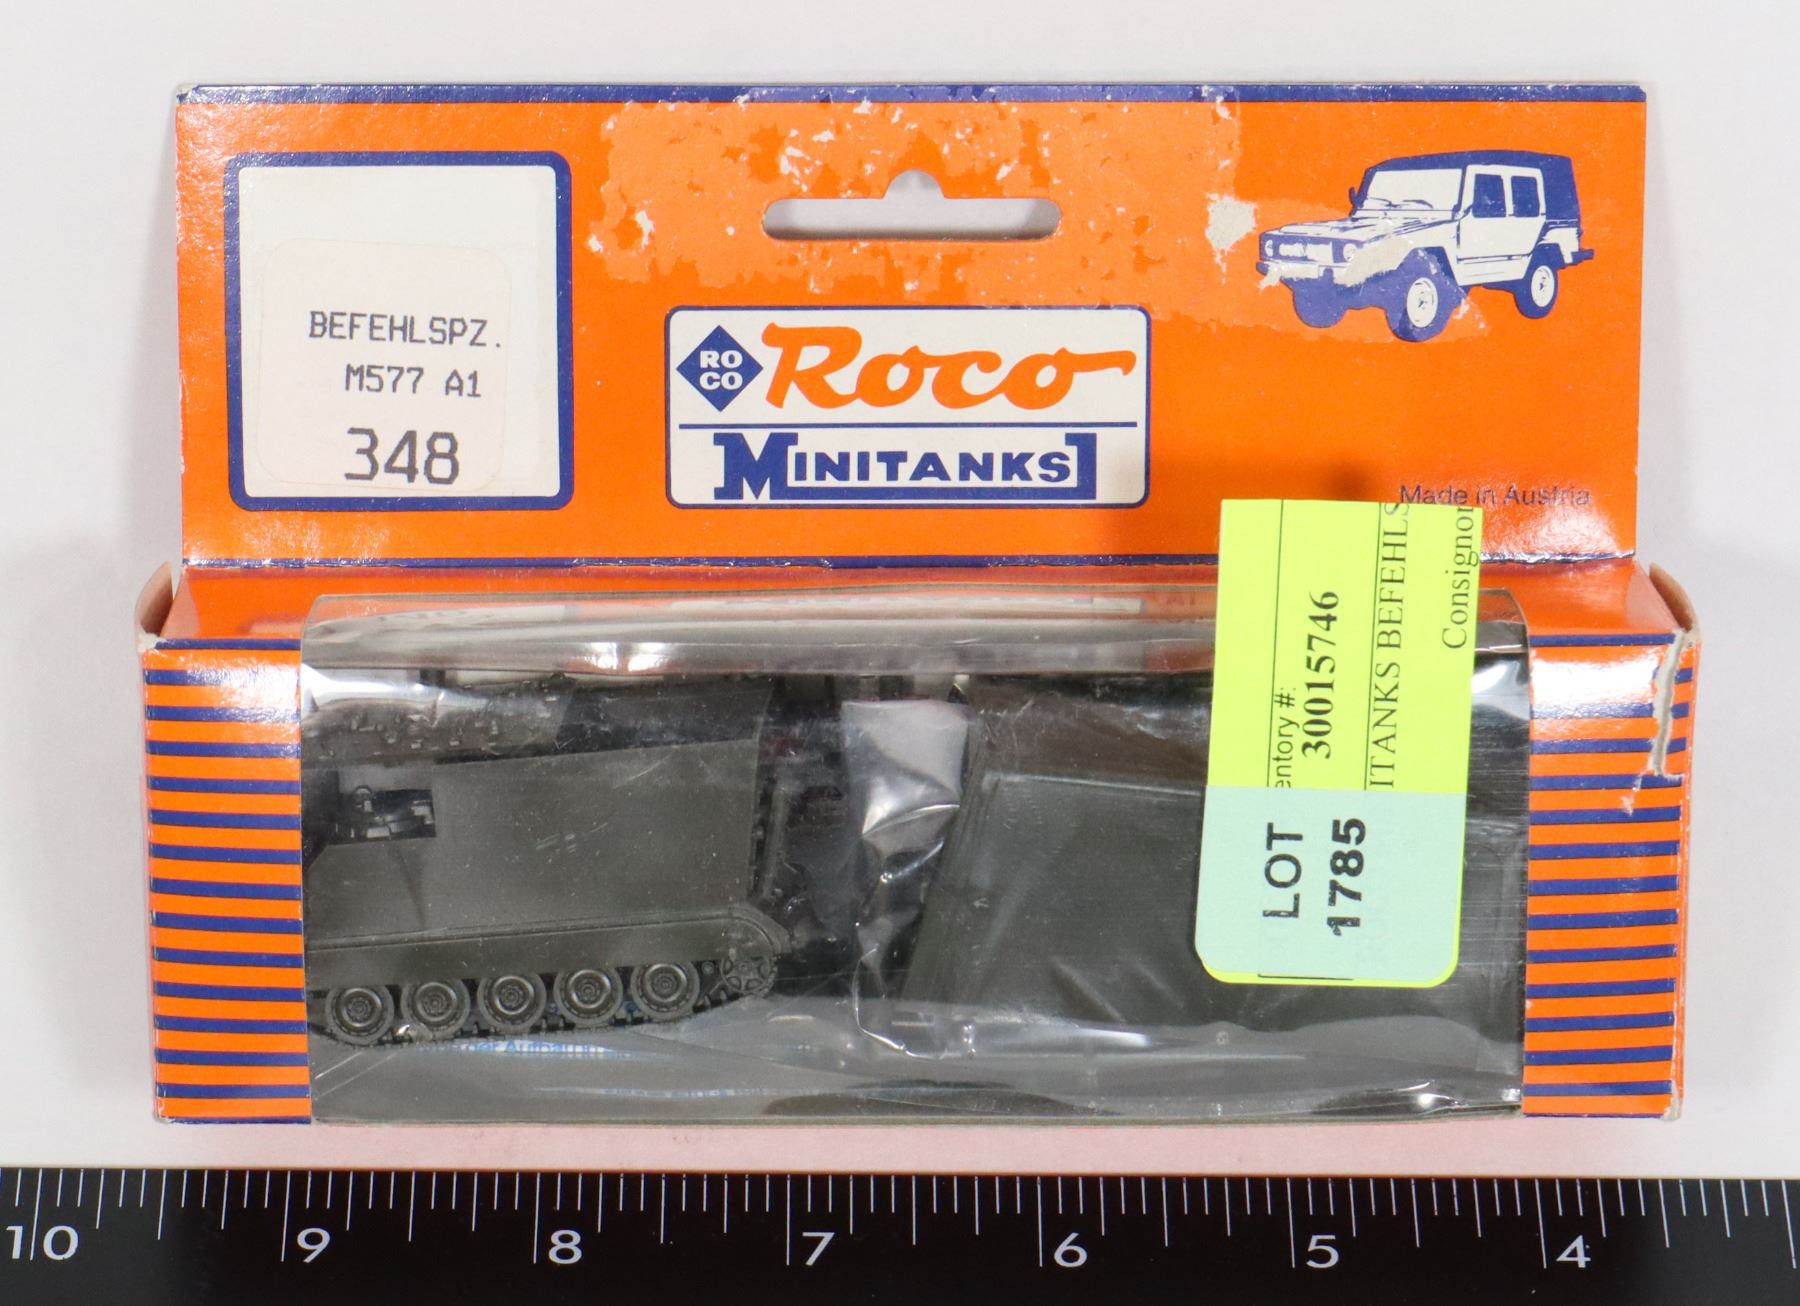 BEFEHLSPZ.
M577 A1
348
RO
CO
Roco
MINITANKS
Made in Austria
entory #:
30015746
ITANKS BEFEHLS
Consignor
LOT
1785
10 9 8 7 6 5 4